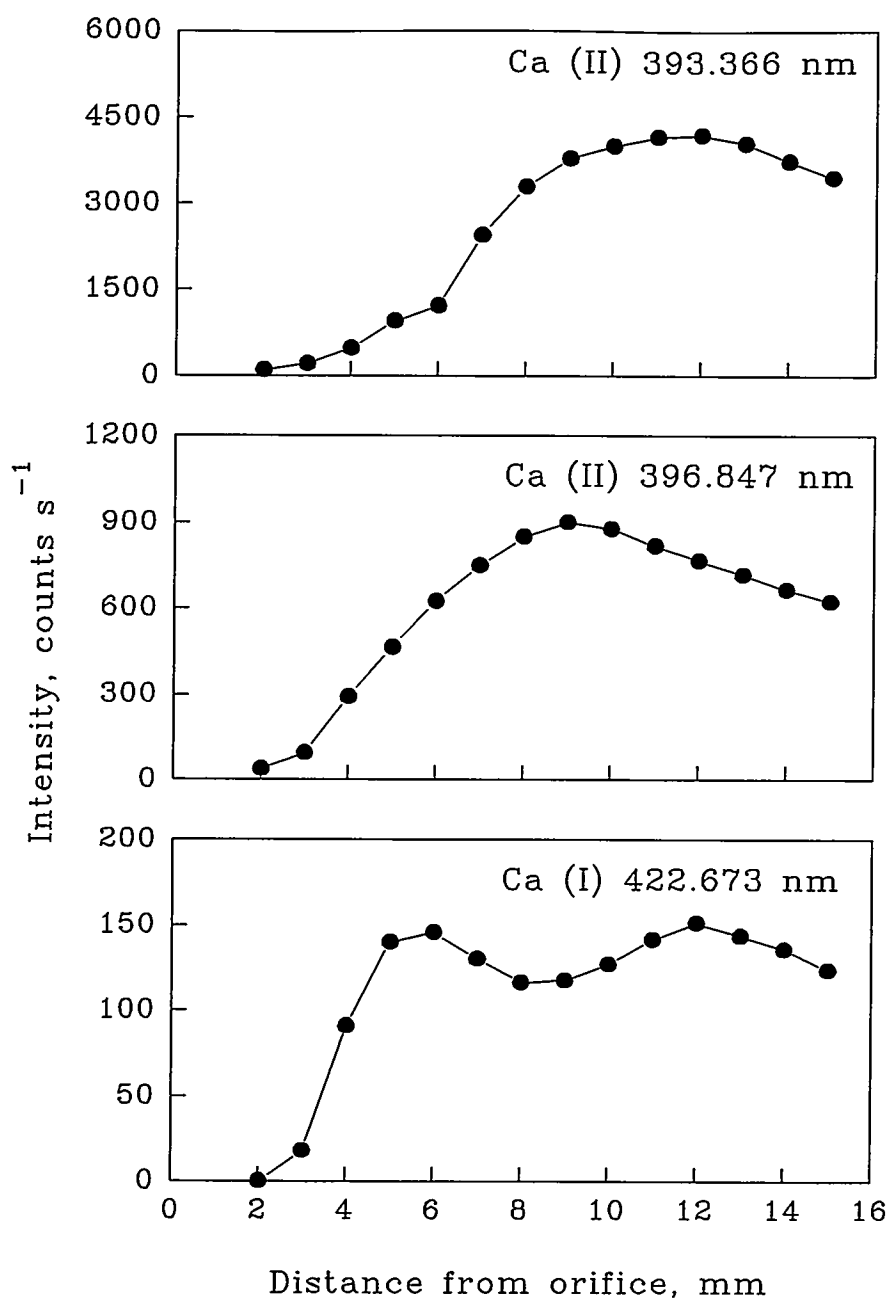 Ca (II) 393.366 nm
6000
4500
3000
1500
0
Ca (II) 396.847 nm
1200
900
600
300
0
Intensity, counts s⁻¹
Ca (I) 422.673 nm
200
150
100
50
0
0 2 4 6 8 10 12 14 16
Distance from orifice, mm